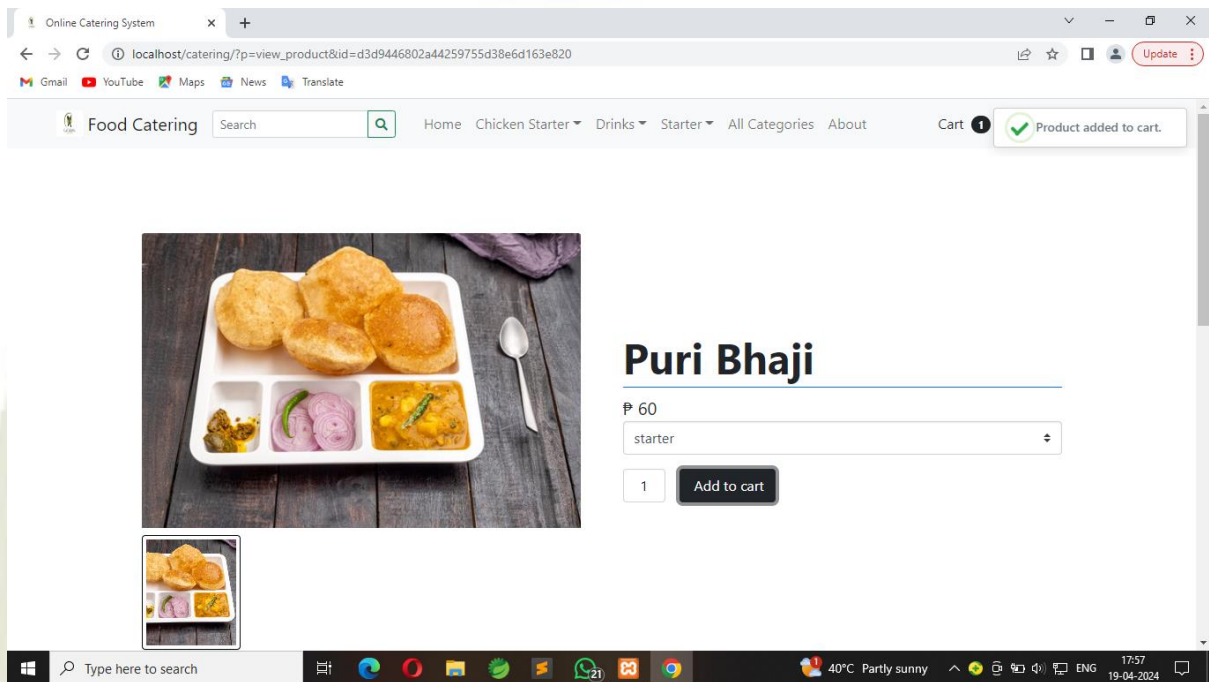 Online Catering System
localhost/catering/?p=view_product&id=d3d9446802a44259755d38e6d163e820
Update
Gmail YouTube Maps News Translate
Food Catering Search Home Chicken Starter Drinks Starter All Categories About Cart 1 Product added to cart.
Puri Bhaji
₱ 60
starter
1 Add to cart
Type here to search 21 2 40°C Partly sunny ENG 17:57
19-04-2024